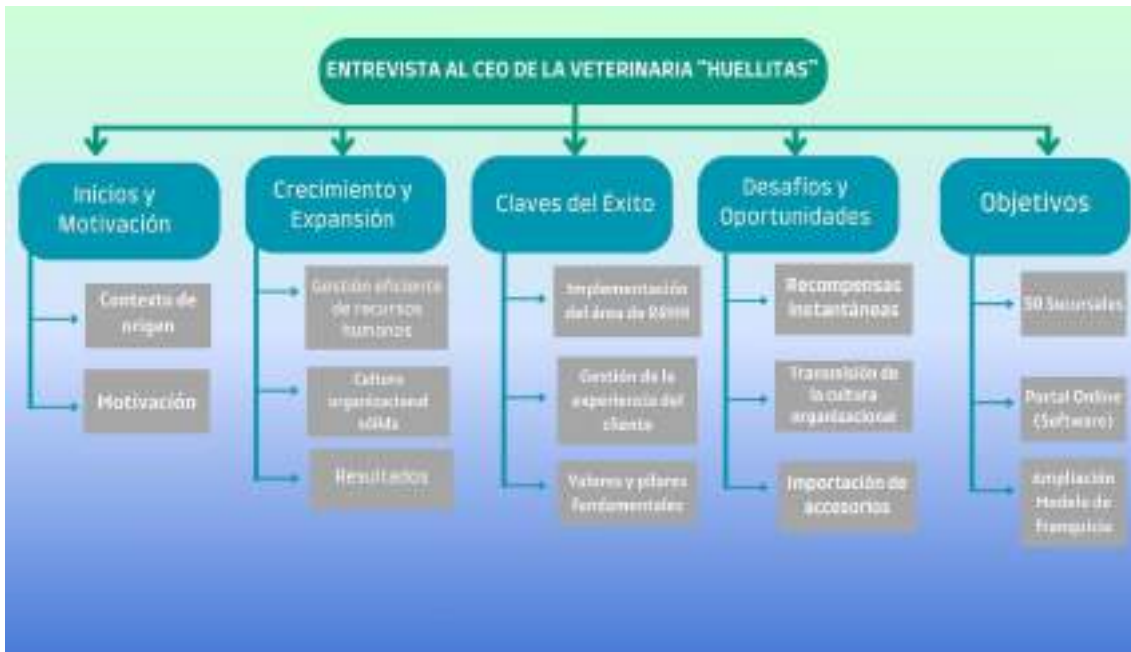 ENTREVISTA AL CEO DE LA VETERINARIA "HUELLITAS"
Inicios y
Motivación
Contexto de
origen
Motivación
Crecimiento y
Expansión
Gestión eficiente
de recursos
humanos
Cultura
organizacional
sólida
Resultados
Claves del Éxito
Implementación
del área de RRHH
Gestión de la
experiencia del
cliente
Valores y pilares
fundamentales
Desafíos y
Oportunidades
Recompensas
Instantáneas
Transmisión de
la cultura
organizacional
Importación de
accesorios
Objetivos
50 Sucursales
Portal Online
(Software)
Ampliación
Modelo de
franquicia